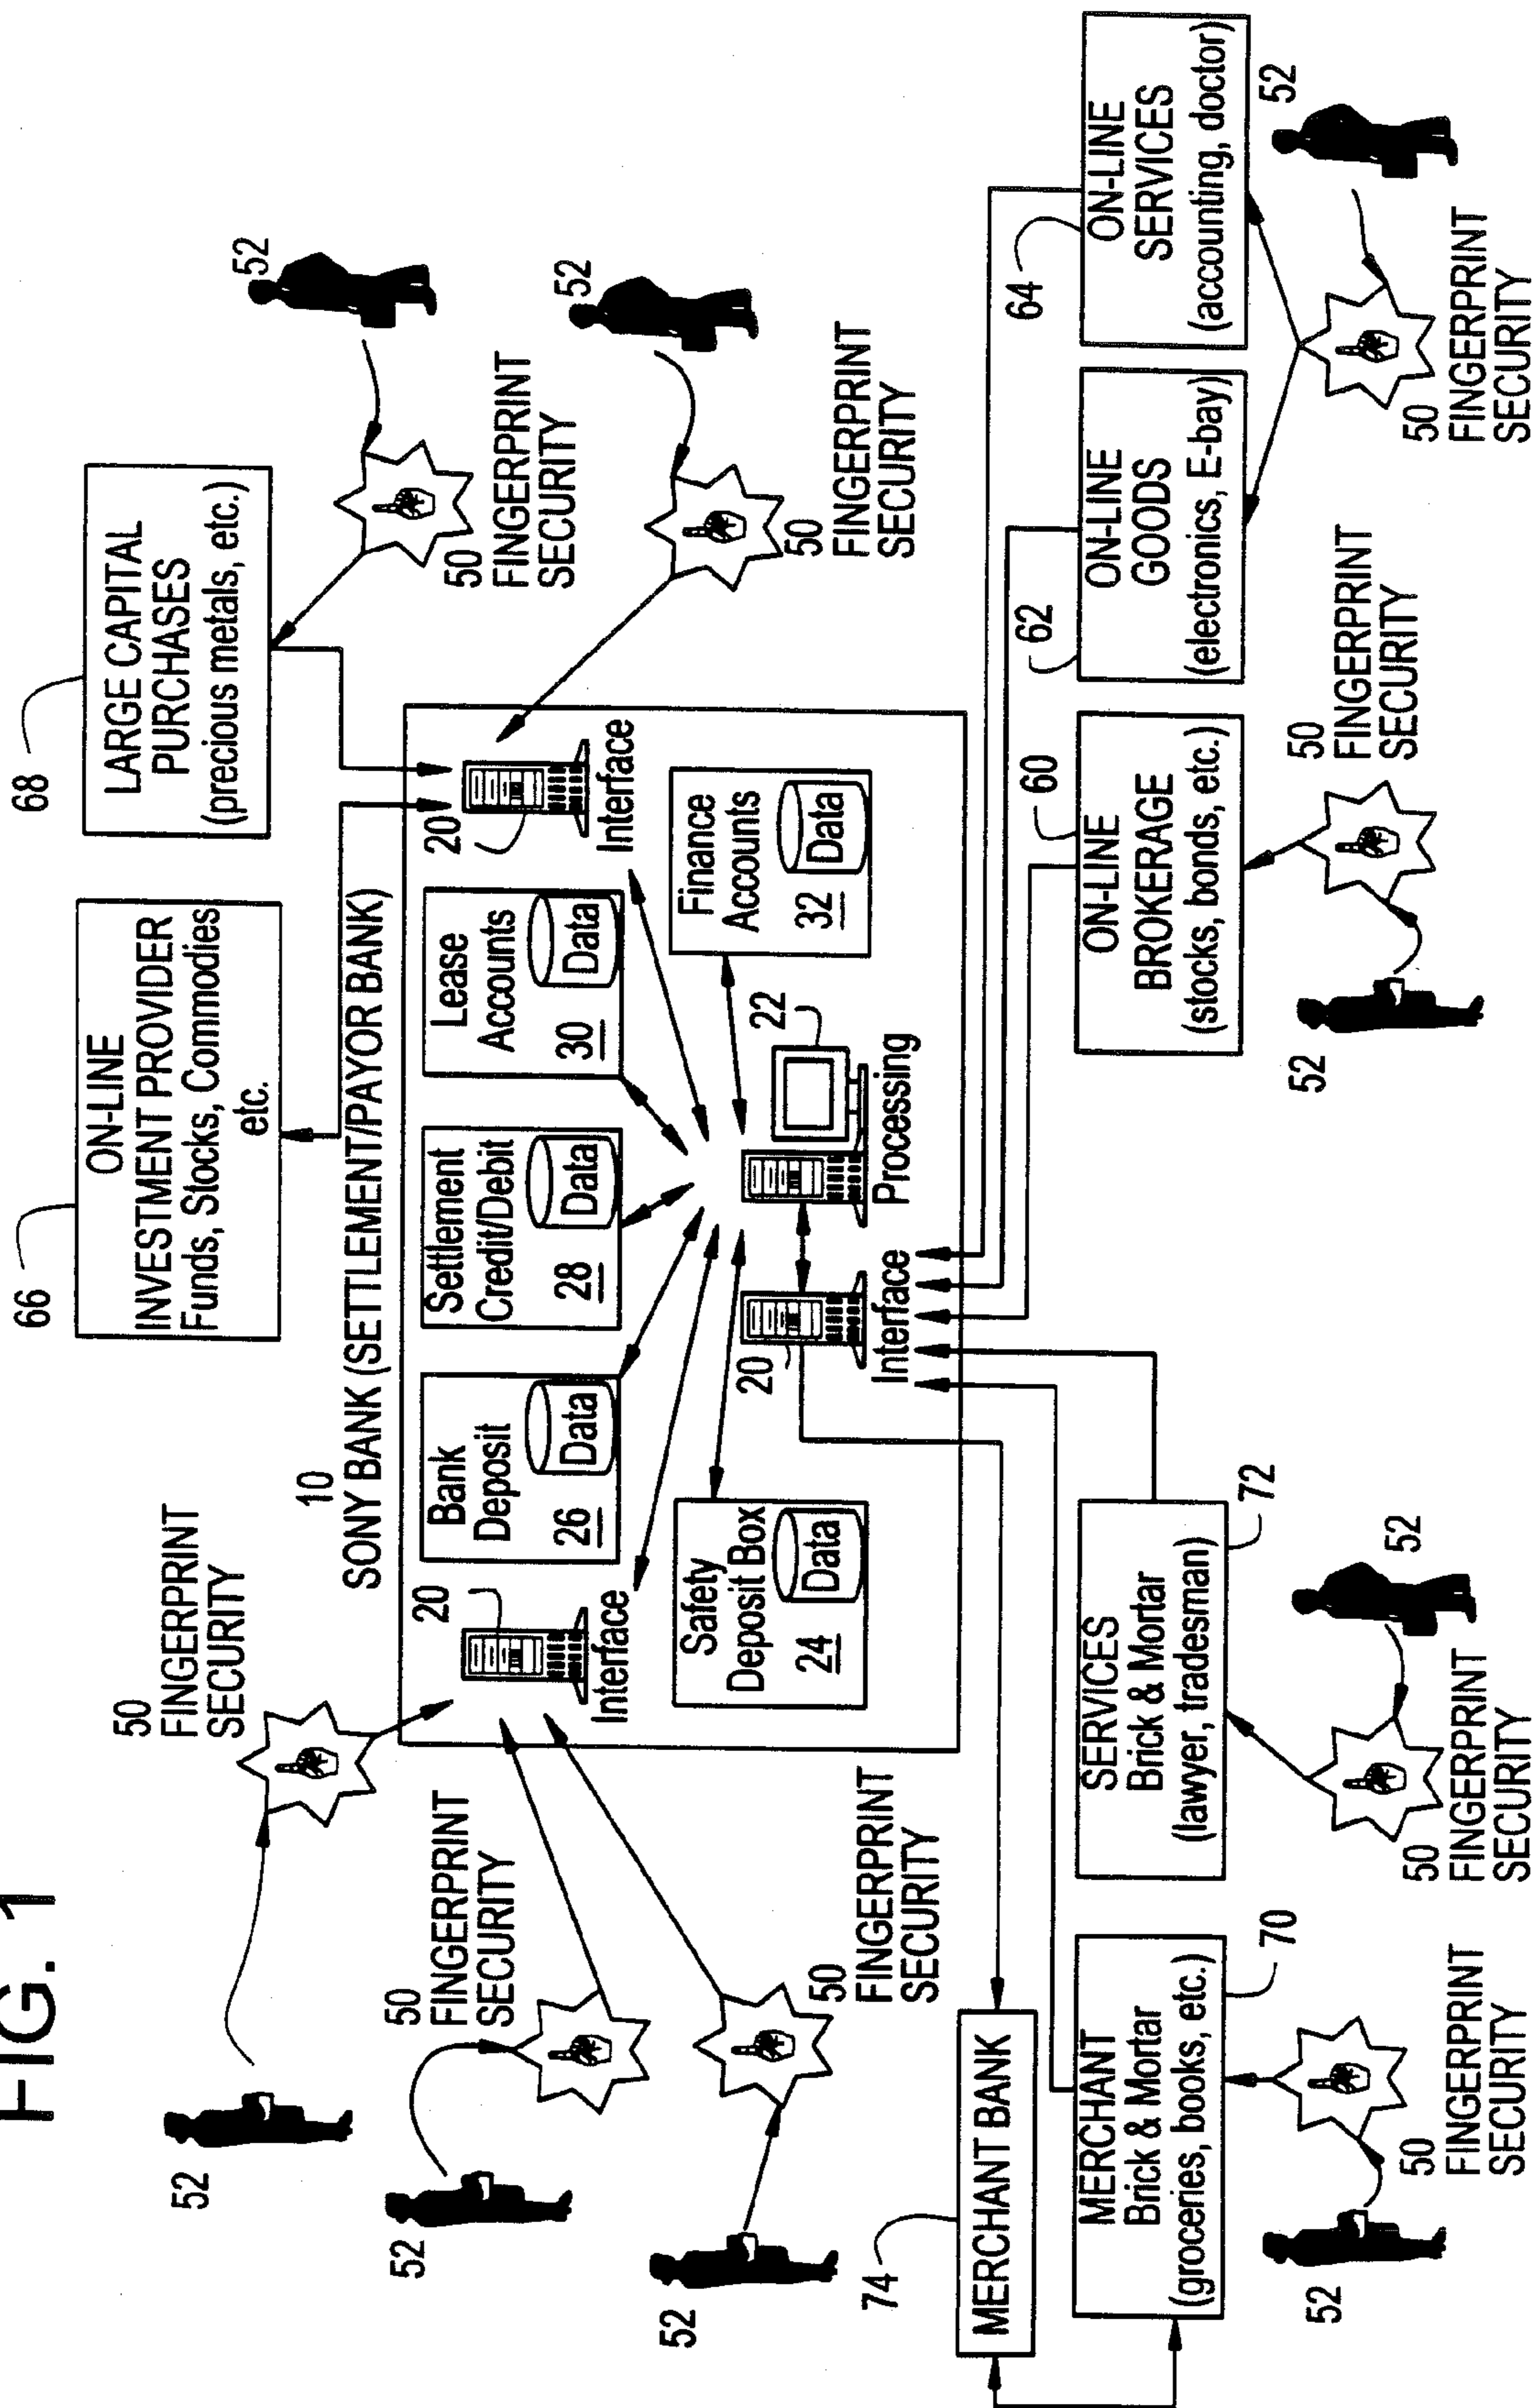 FIG. 1
66
ON-LINE
INVESTMENT PROVIDER
Funds, Stocks, Commodies
etc.
68
LARGE CAPITAL
PURCHASES
(precious metals, etc.)
52
50
FINGERPRINT
SECURITY
52
50
FINGERPRINT
SECURITY
52
50
FINGERPRINT
SECURITY
52
50
FINGERPRINT
SECURITY
52
50
FINGERPRINT
SECURITY
10
SONY BANK (SETTLEMENT/PAYOR BANK)
20
Interface
Bank
Deposit
26
Data
Settlement
Credit/Debit
28
Data
Lease
Accounts
30
Data
20
Interface
Safety
Deposit Box
24
Data
20
Interface
22
Processing
Finance
Accounts
32
Data
74
MERCHANT BANK
MERCHANT
Brick & Mortar
(groceries, books, etc.)
70
SERVICES
Brick & Mortar
(lawyer, tradesman)
72
60
ON-LINE
BROKERAGE
(stocks, bonds, etc.)
62
ON-LINE
GOODS
(electronics, E-bay)
64
ON-LINE
SERVICES
(accounting, doctor)
52
50
FINGERPRINT
SECURITY
52
50
FINGERPRINT
SECURITY
52
50
FINGERPRINT
SECURITY
52
50
FINGERPRINT
SECURITY